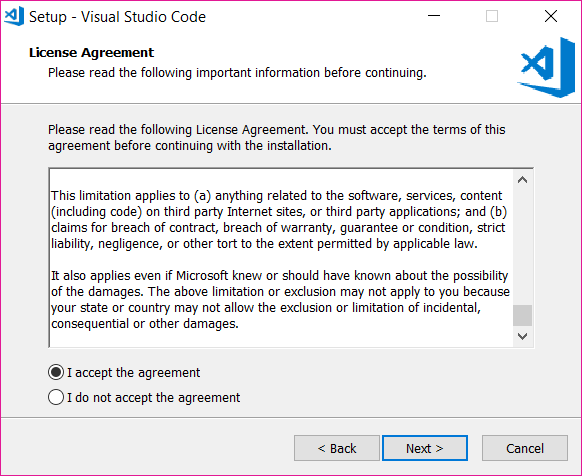 Setup - Visual Studio Code
License Agreement
Please read the following important information before continuing.
Please read the following License Agreement. You must accept the terms of this
agreement before continuing with the installation.
This limitation applies to (a) anything related to the software, services, content
(including code) on third party Internet sites, or third party applications; and (b)
claims for breach of contract, breach of warranty, guarantee or condition, strict
liability, negligence, or other tort to the extent permitted by applicable law.
It also applies even if Microsoft knew or should have known about the possibility
of the damages. The above limitation or exclusion may not apply to you because
your state or country may not allow the exclusion or limitation of incidental,
consequential or other damages.
I accept the agreement
I do not accept the agreement
< Back
Next >
Cancel